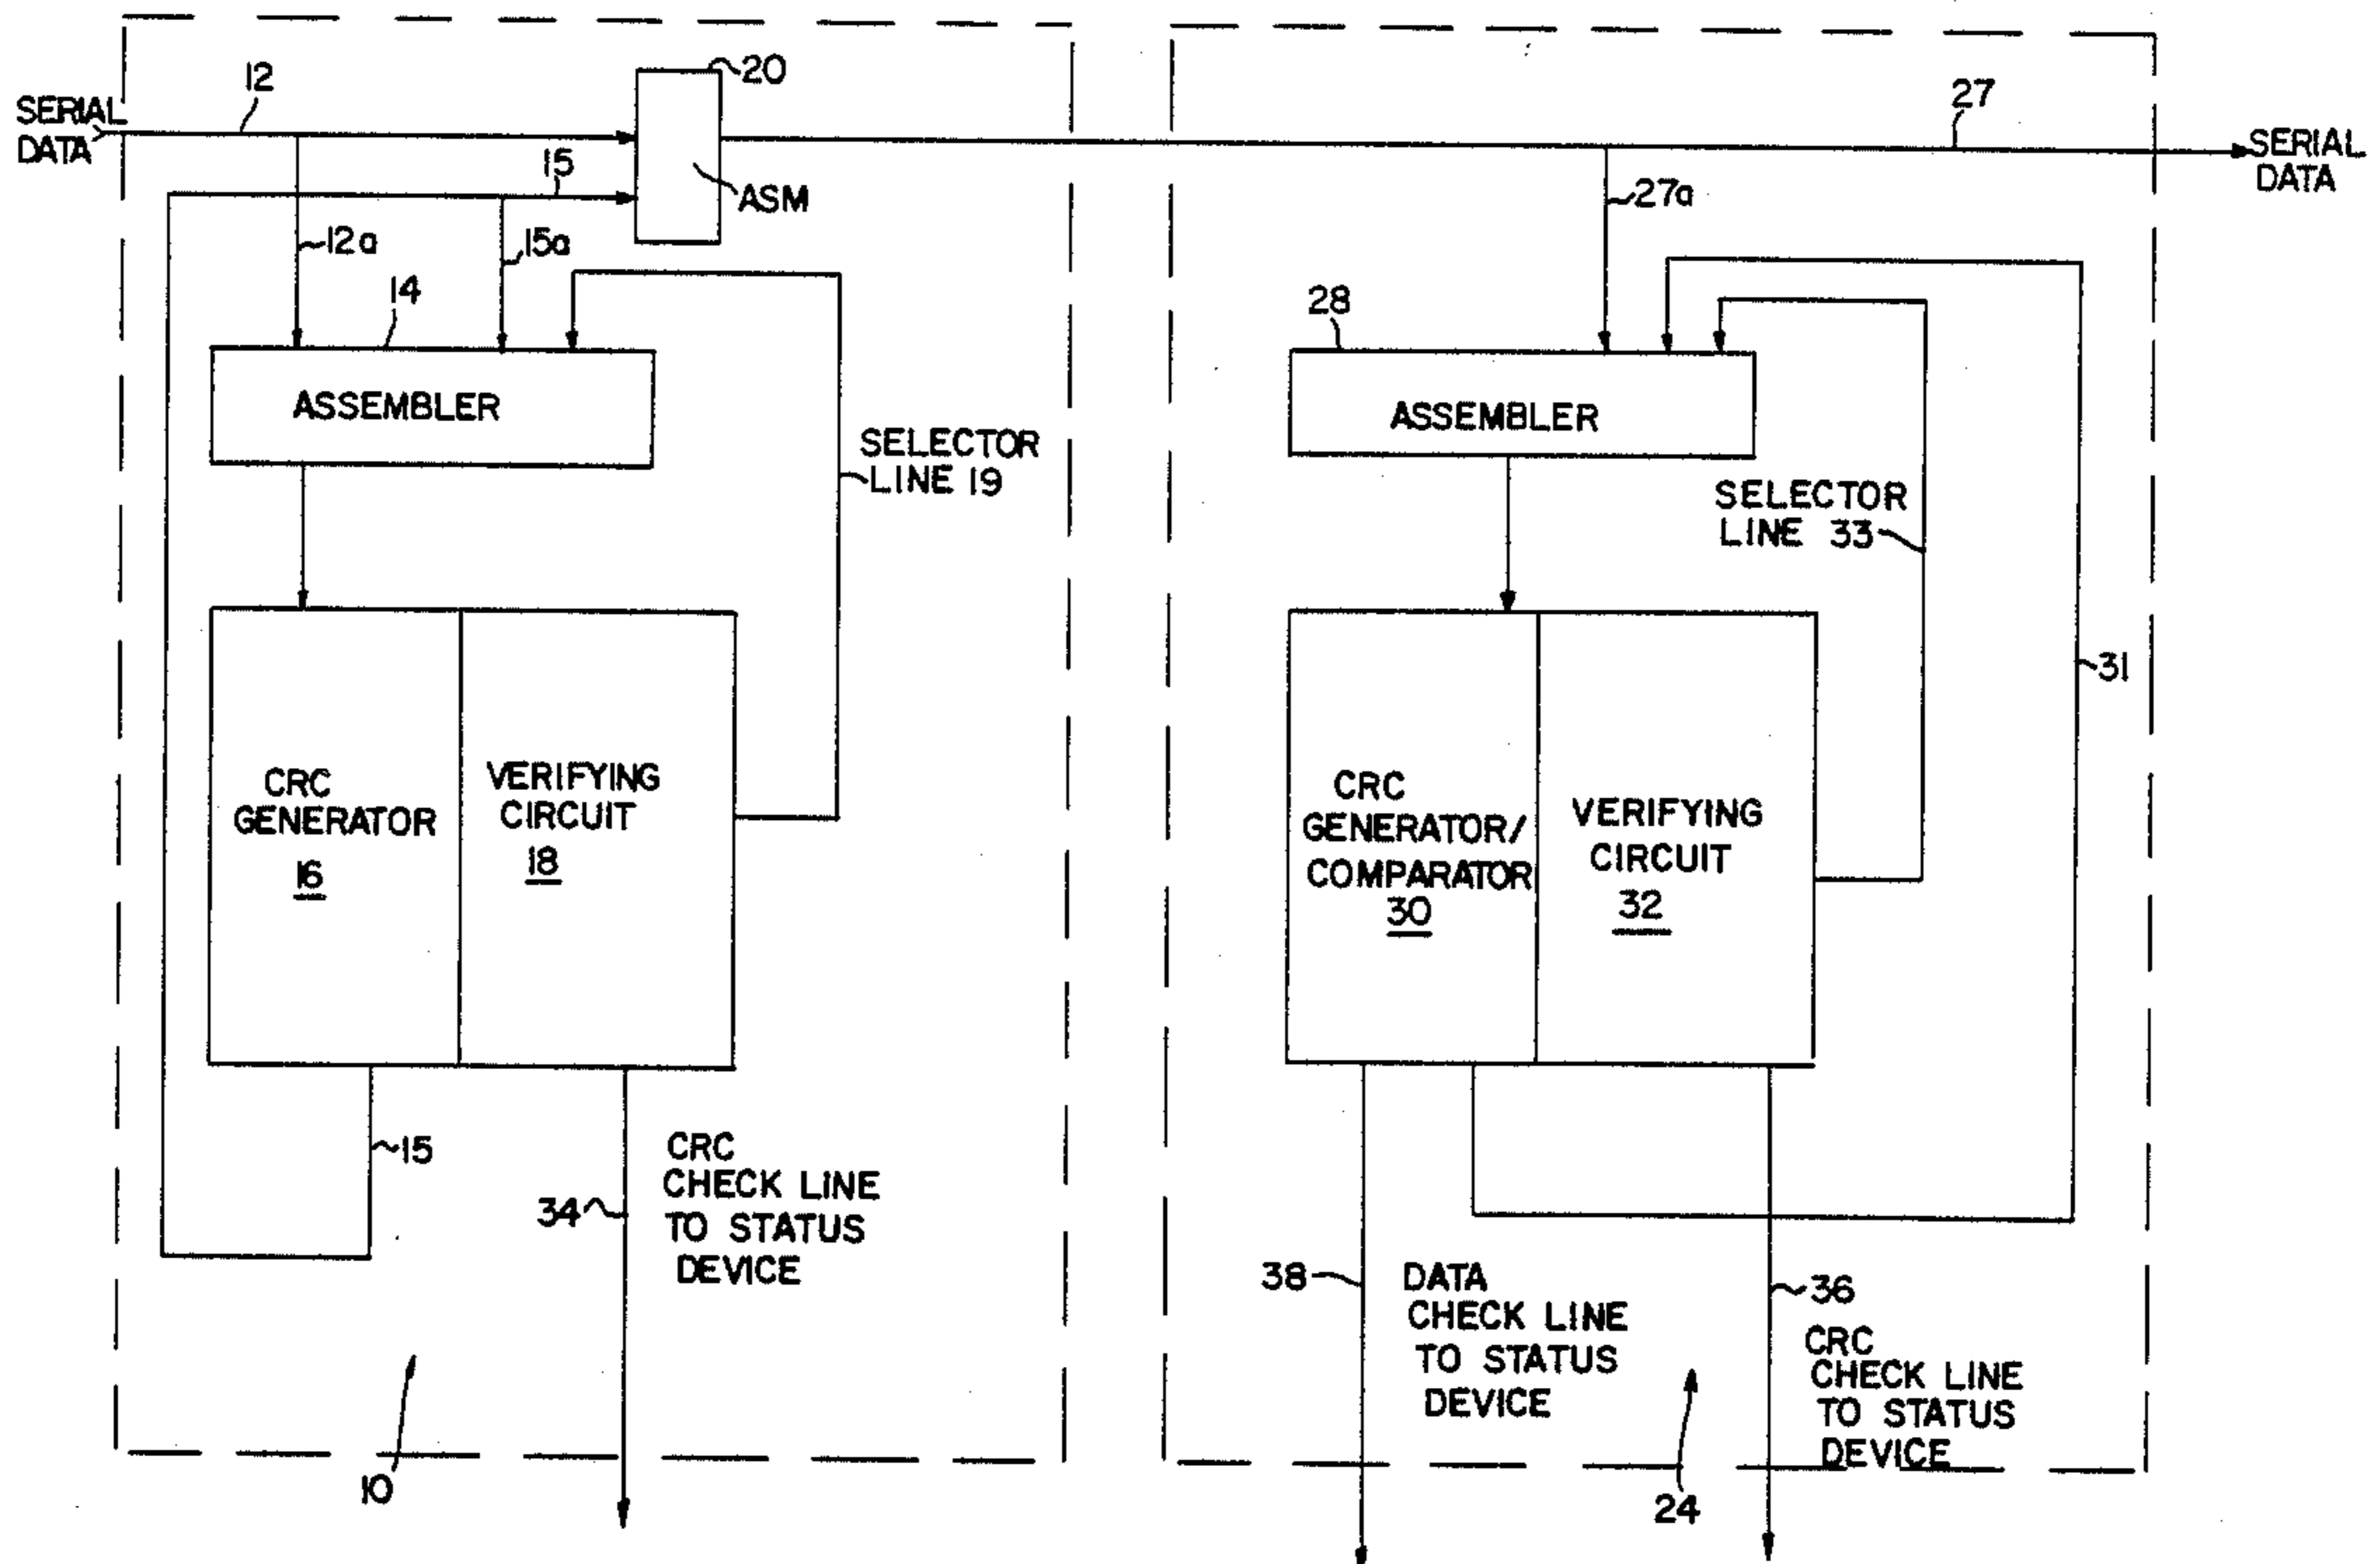 SERIAL
DATA
12
20
15
ASM
12a
15a
14
ASSEMBLER
SELECTOR
LINE 19
CRC
GENERATOR
16
VERIFYING
CIRCUIT
18
15
34
CRC
CHECK LINE
TO STATUS
DEVICE
10
27
SERIAL
DATA
27a
28
ASSEMBLER
SELECTOR
LINE 33
31
CRC
GENERATOR/
COMPARATOR
30
VERIFYING
CIRCUIT
32
38
DATA
CHECK LINE
TO STATUS
DEVICE
36
CRC
CHECK LINE
TO STATUS
DEVICE
24